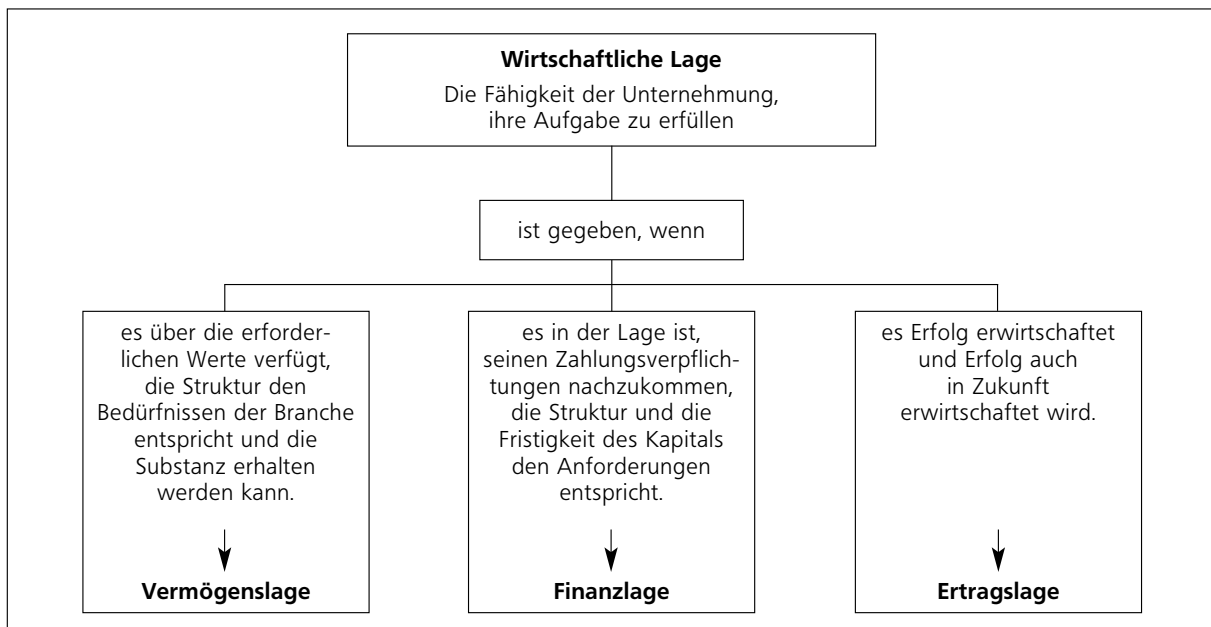 Wirtschaftliche Lage
Die Fähigkeit der Unternehmung,
ihre Aufgabe zu erfüllen
ist gegeben, wenn
es über die erforder-
lichen Werte verfügt,
die Struktur den
Bedürfnissen der Branche
entspricht und die
Substanz erhalten
werden kann.
Vermögenslage
es in der Lage ist,
seinen Zahlungsverpflich-
tungen nachzukommen,
die Struktur und die
Fristigkeit des Kapitals
den Anforderungen
entspricht.
Finanzlage
es Erfolg erwirtschaftet
und Erfolg auch
in Zukunft
erwirtschaftet wird.
Ertragslage